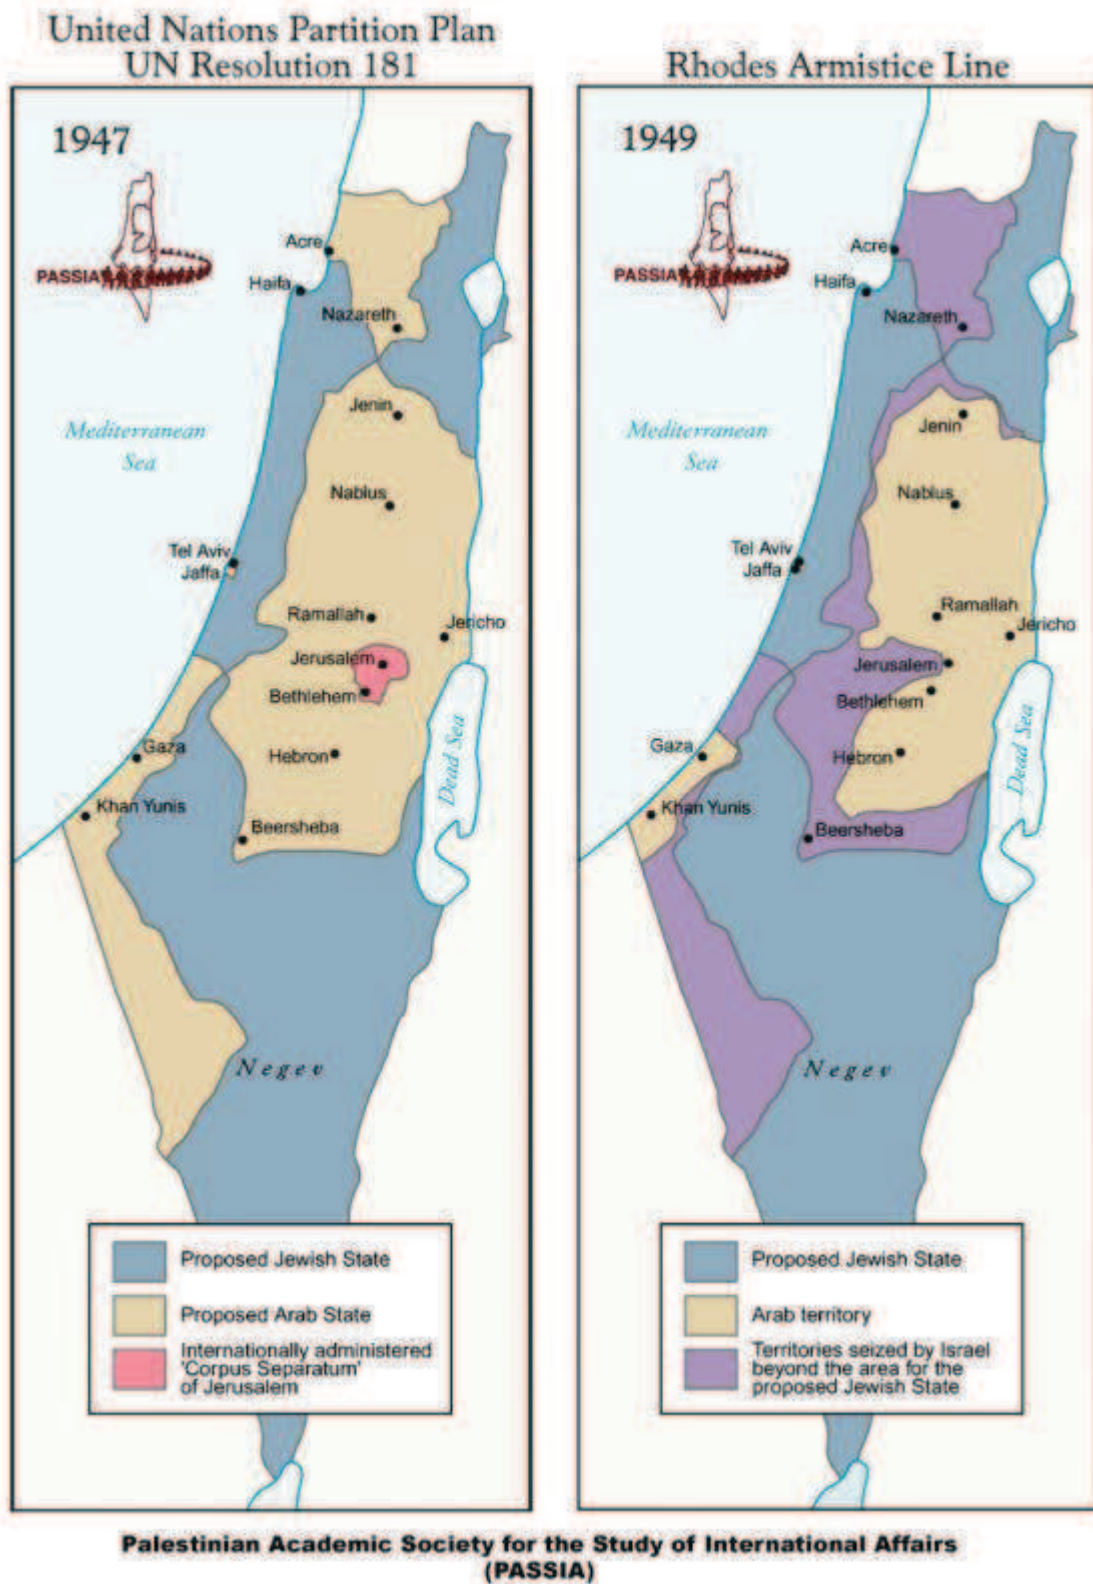 United Nations Partition Plan
UN Resolution 181
1947
PASSIA
Acre
Haifa
Nazareth
Jenin
Mediterranean
Sea
Nablus
Tel Aviv
Jaffa
Ramallah
Jericho
Jerusalem
Bethlehem
Gaza
Hebron
Dead Sea
Khan Yunis
Beersheba
Negev
Proposed Jewish State
Proposed Arab State
Internationally administered
'Corpus Separatum'
of Jerusalem
Rhodes Armistice Line
1949
PASSIA
Acre
Haifa
Nazareth
Jenin
Mediterranean
Sea
Nablus
Tel Aviv
Jaffa
Ramallah
Jericho
Jerusalem
Bethlehem
Gaza
Hebron
Dead Sea
Khan Yunis
Beersheba
Negev
Proposed Jewish State
Arab territory
Territories seized by Israel
beyond the area for the
proposed Jewish State
Palestinian Academic Society for the Study of International Affairs
(PASSIA)